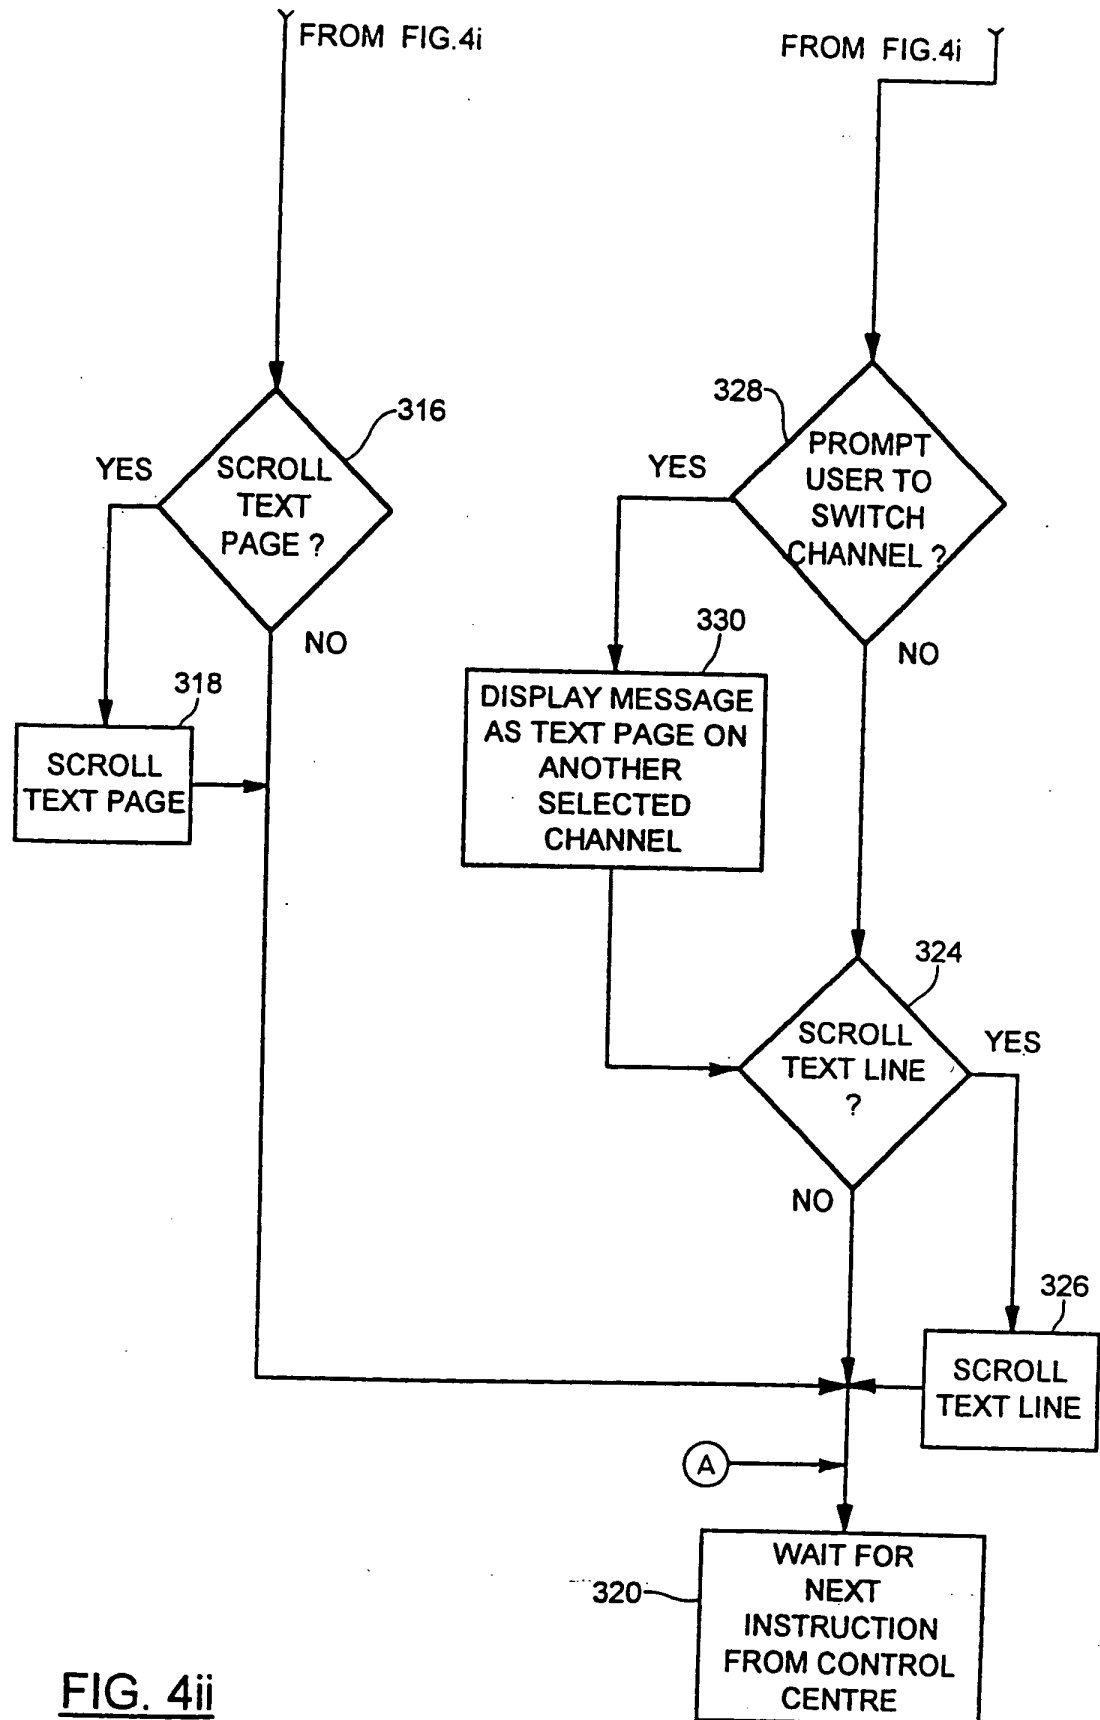 FROM FIG.4i
FROM FIG.4i
316
YES
SCROLL
TEXT
PAGE ?
NO
318
SCROLL
TEXT PAGE
328
YES
PROMPT
USER TO
SWITCH
CHANNEL ?
NO
330
DISPLAY MESSAGE
AS TEXT PAGE ON
ANOTHER
SELECTED
CHANNEL
324
SCROLL
TEXT LINE
?
YES
NO
326
SCROLL
TEXT LINE
A
320
WAIT FOR
NEXT
INSTRUCTION
FROM CONTROL
CENTRE
FIG. 4ii